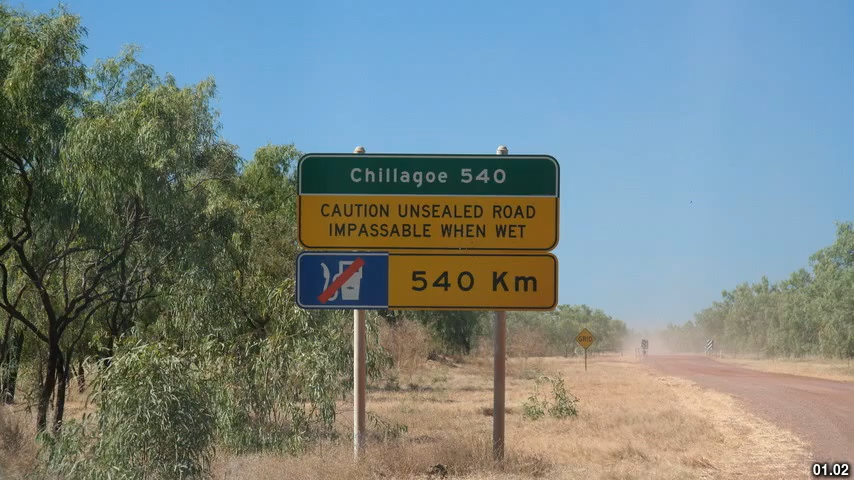 Chillagoe 540
CAUTION UNSEALED ROAD
IMPASSABLE WHEN WET
540 Km
01.02